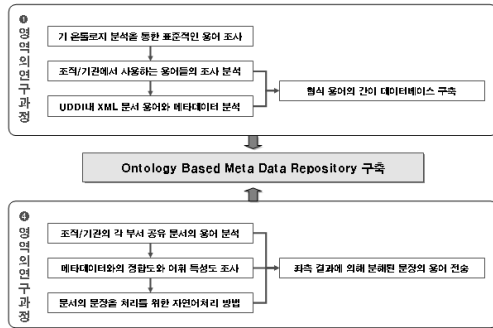 ❶ 영역의연구과정
기 온톨로지 분석을 통한 표준적인 용어 조사
조직/기관에서 사용하는 용어들의 조사 분석
UDDI내 XML 문서 용어와 메타데이터 분석
형식 용어의 간이 데이터베이스 구축
Ontology Based Meta Data Repository 구축
❹ 영역의연구과정
조직/기관의 각 부서 공유 문서의 용어 분석
메타데이터와의 정합도와 어휘 특성도 조사
문서의 문장을 처리를 위한 자연어처리 방법
좌측 결과에 의해 분해된 문장의 용어 전송